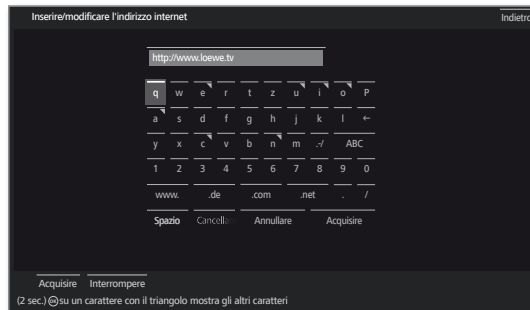 Inserire/modificare l'indirizzo internet Indietro
http://www.loewe.tv
q w e r t z u i o P
a s d f g h j k l ←
y x c v b n m .-/ ABC
1 2 3 4 5 6 7 8 9 0
www. .de .com .net . /
Spazio Cancella Annullare Acquisire
Acquisire Interrompere
(2 sec.) OK su un carattere con il triangolo mostra gli altri caratteri